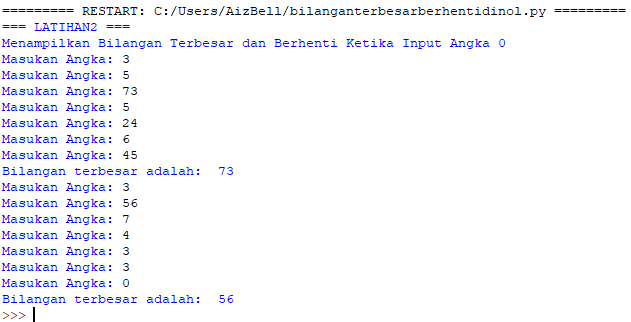 ========= RESTART: C:/Users/AizBell/bilanganterbesarberhentidinol.py =========
=== LATIHAN2 ===
Menampilkan Bilangan Terbesar dan Berhenti Ketika Input Angka 0
Masukan Angka: 3
Masukan Angka: 5
Masukan Angka: 73
Masukan Angka: 5
Masukan Angka: 24
Masukan Angka: 6
Masukan Angka: 45
Bilangan terbesar adalah:  73
Masukan Angka: 3
Masukan Angka: 56
Masukan Angka: 7
Masukan Angka: 4
Masukan Angka: 3
Masukan Angka: 3
Masukan Angka: 0
Bilangan terbesar adalah:  56
>>>